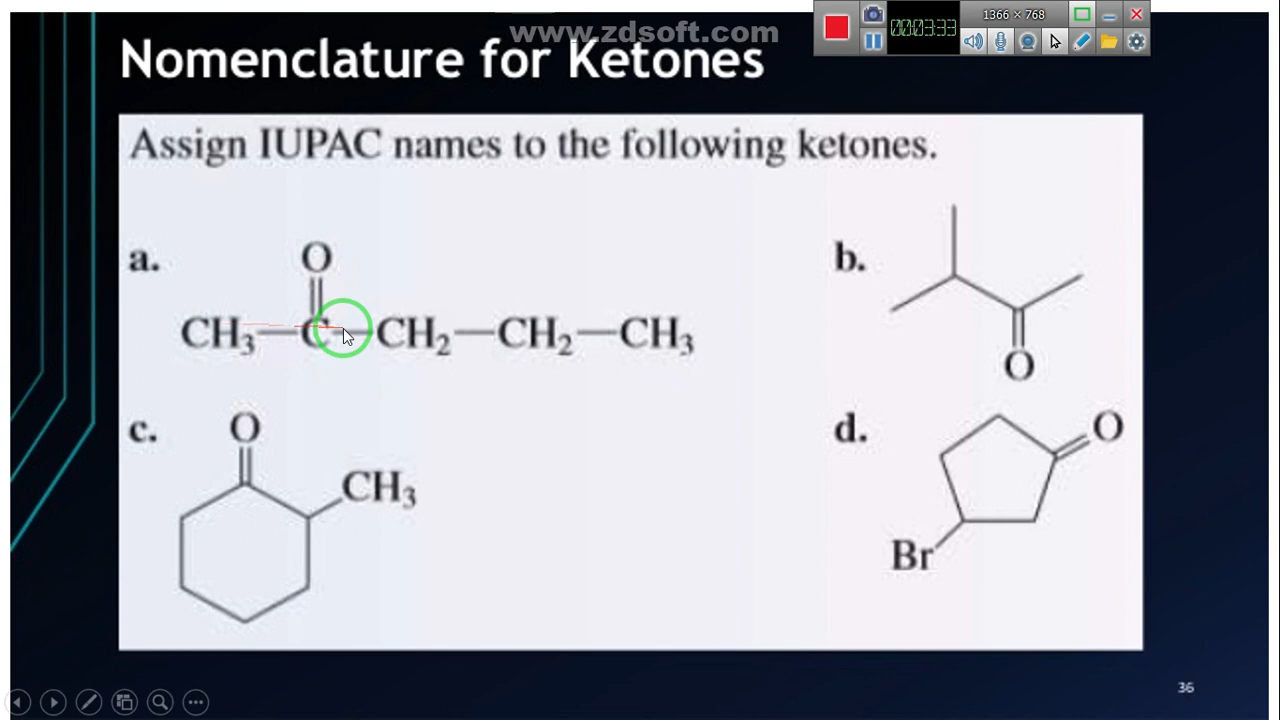 www.zdsoft.com
1366 × 768
00:03:33
Nomenclature for Ketones
Assign IUPAC names to the following ketones.
a.
O
CH₃—C—CH₂—CH₂—CH₃
b.
O
c.
O
CH₃
d.
O
Br
36